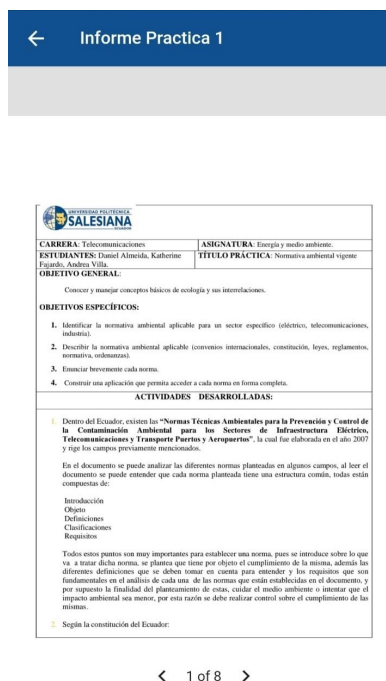 Informe Practica 1
UNIVERSIDAD POLITÉCNICA
SALESIANA
ECUADOR
CARRERA: Telecomunicaciones
ASIGNATURA: Energía y medio ambiente.
ESTUDIANTES: Daniel Almeida, Katherine
Fajardo, Andrea Villa.
TÍTULO PRÁCTICA: Normativa ambiental vigente
OBJETIVO GENERAL:
Conocer y manejar conceptos básicos de ecología y sus interrelaciones.
OBJETIVOS ESPECÍFICOS:
1. Identificar la normativa ambiental aplicable para un sector específico (eléctrico, telecomunicaciones,
industria).
2. Describir la normativa ambiental aplicable (convenios internacionales, constitución, leyes, reglamentos,
normativa, ordenanzas).
3. Enunciar brevemente cada norma.
4. Construir una aplicación que permita acceder a cada norma en forma completa.
ACTIVIDADES DESARROLLADAS:
1. Dentro del Ecuador, existen las “Normas Técnicas Ambientales para la Prevención y Control de
la Contaminación Ambiental para los Sectores de Infraestructura Eléctrico,
Telecomunicaciones y Transporte Puertos y Aeropuertos”, la cual fue elaborada en el año 2007
y rige los campos previamente mencionados.
En el documento se puede analizar las diferentes normas planteadas en algunos campos, al leer el
documento se puede entender que cada norma planteada tiene una estructura común, todas están
compuestas de:
Introducción
Objeto
Definiciones
Clasificaciones
Requisitos
Todos estos puntos son muy importantes para establecer una norma, pues se introduce sobre lo que
va a tratar dicha norma, se plantea que tiene por objeto el cumplimiento de la misma, además las
diferentes definiciones que se deben tomar en cuenta para entender y los requisitos que son
fundamentales en el análisis de cada una de las normas que están establecidas en el documento, y
por supuesto la finalidad del planteamiento de estas, cuidar el medio ambiente o intentar que el
impacto ambiental sea menor, por esta razón se debe realizar control sobre el cumplimiento de las
mismas.
2. Según la constitución del Ecuador:
1 of 8